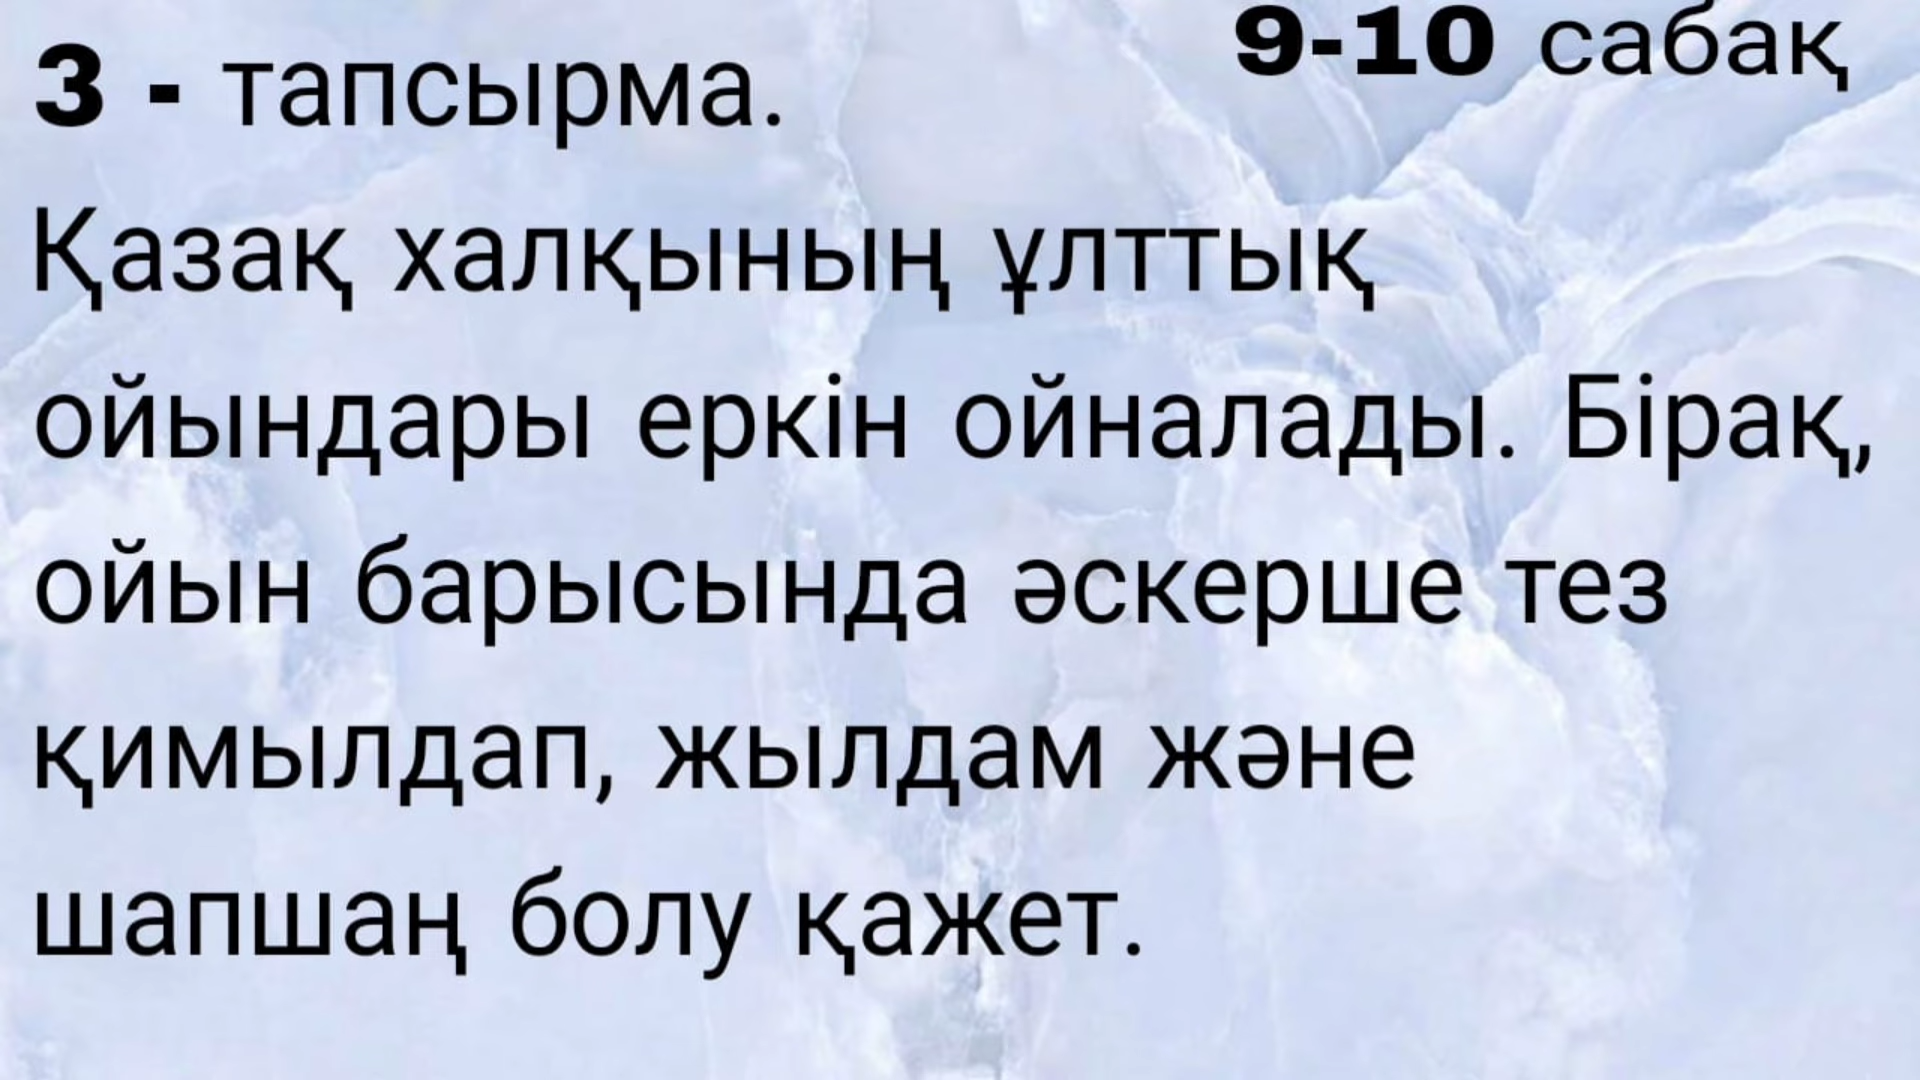 3 - тапсырма.
9-10 сабақ
Қазақ халқының ұлттық
ойындары еркін ойналады. Бірақ,
ойын барысында әскерше тез
қимылдап, жылдам және
шапшаң болу қажет.